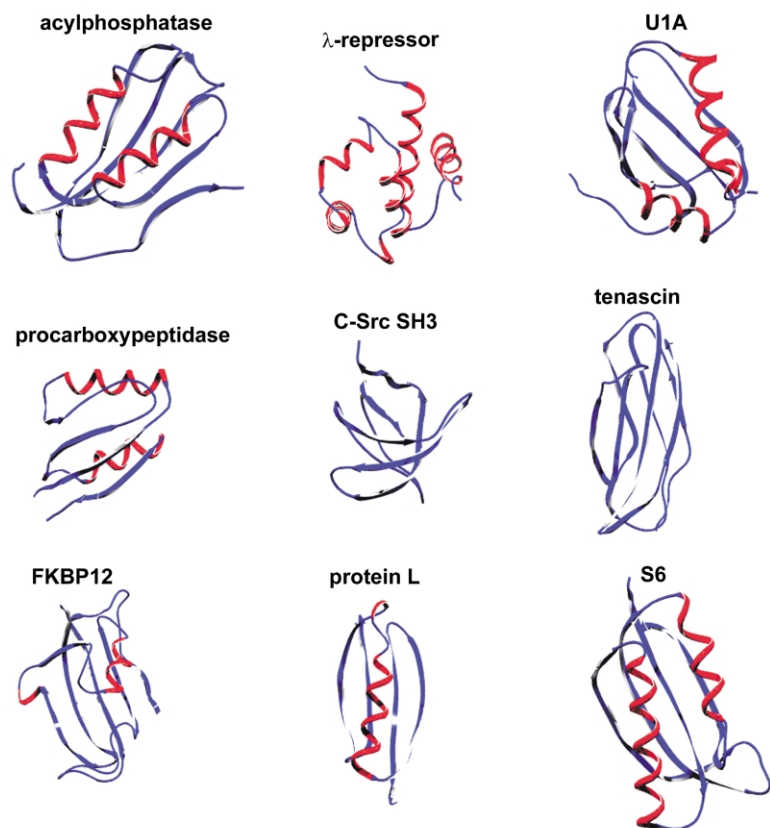 acylphosphatase
λ-repressor
U1A
procarboxypeptidase
C-Src SH3
tenascin
FKBP12
protein L
S6